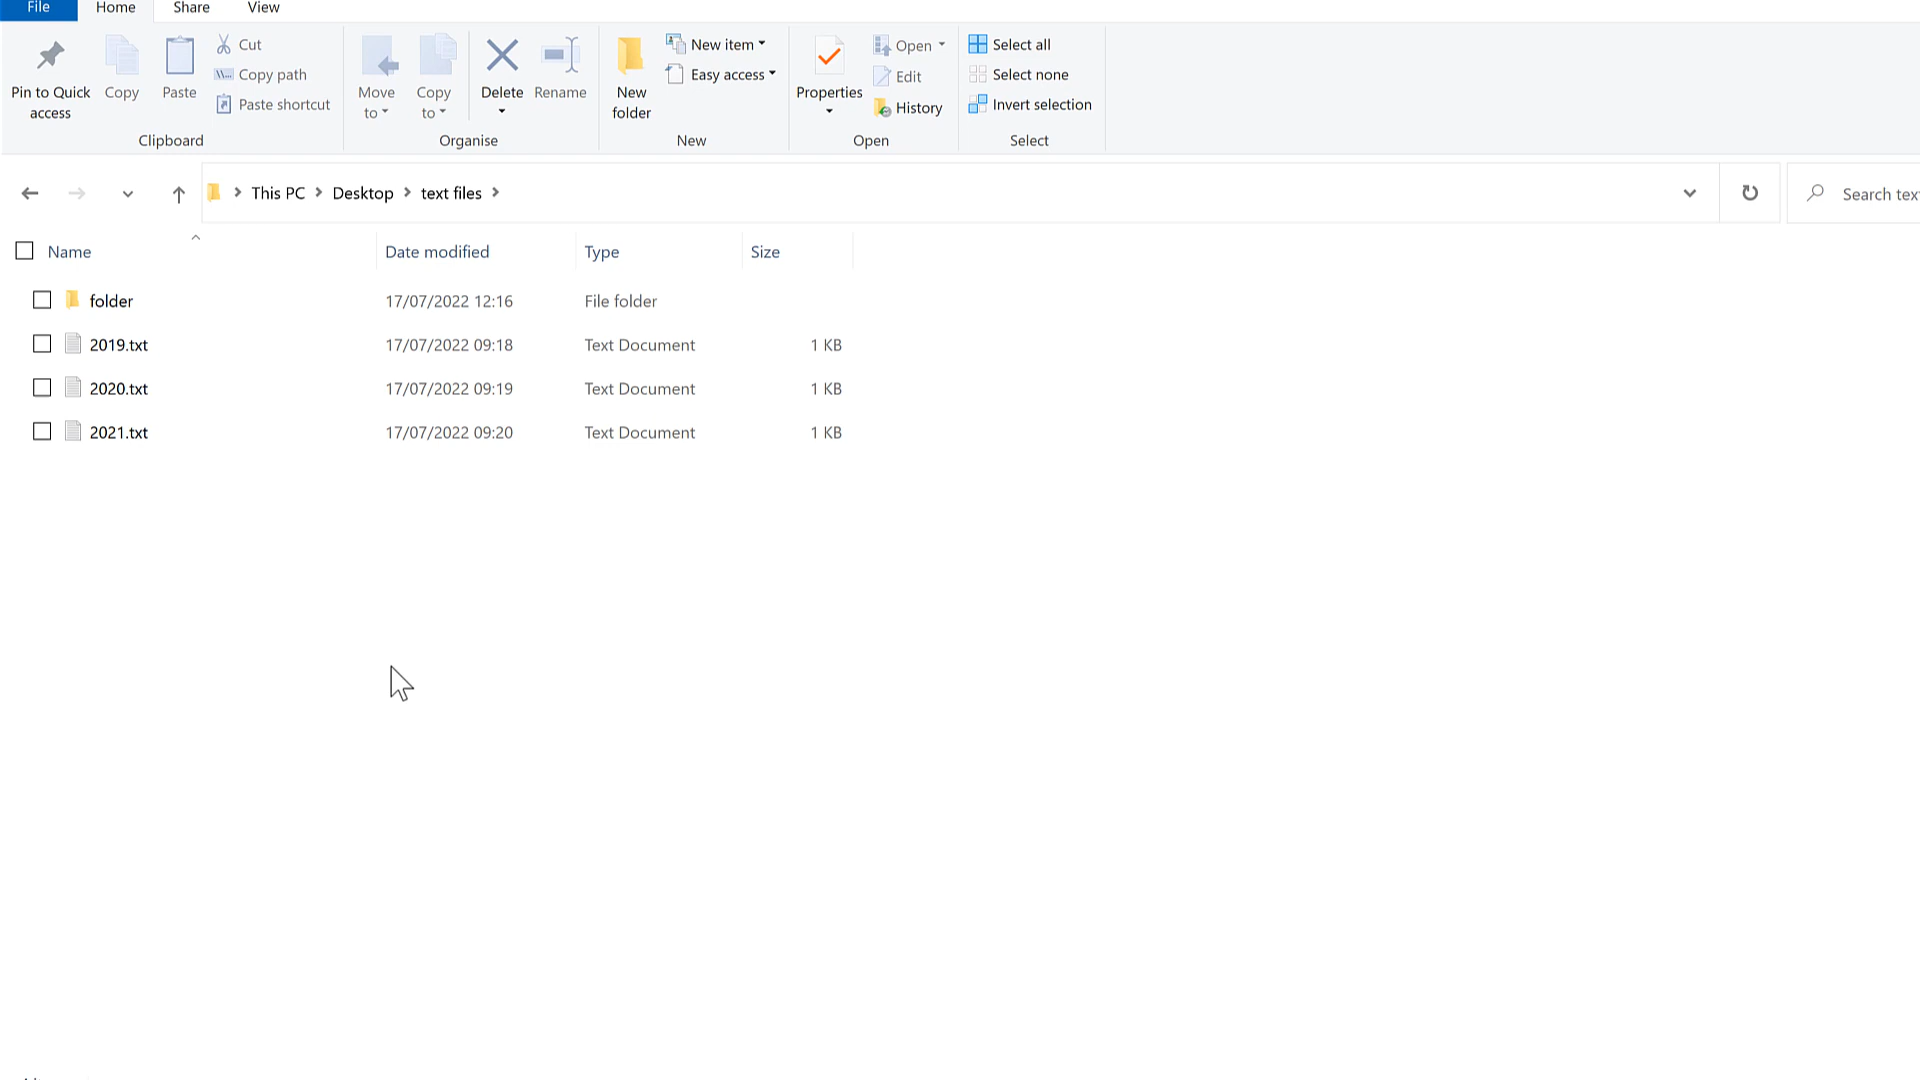 File Home Share View
Pin to Quick access
Copy
Paste
Cut
Copy path
Paste shortcut
Clipboard
Move to
Copy to
Delete
Rename
Organise
New folder
New item
Easy access
New
Properties
Open
Edit
History
Open
Select all
Select none
Invert selection
Select
This PC Desktop text files
Search
Name Date modified Type Size
folder 17/07/2022 12:16 File folder
2019.txt 17/07/2022 09:18 Text Document 1 KB
2020.txt 17/07/2022 09:19 Text Document 1 KB
2021.txt 17/07/2022 09:20 Text Document 1 KB